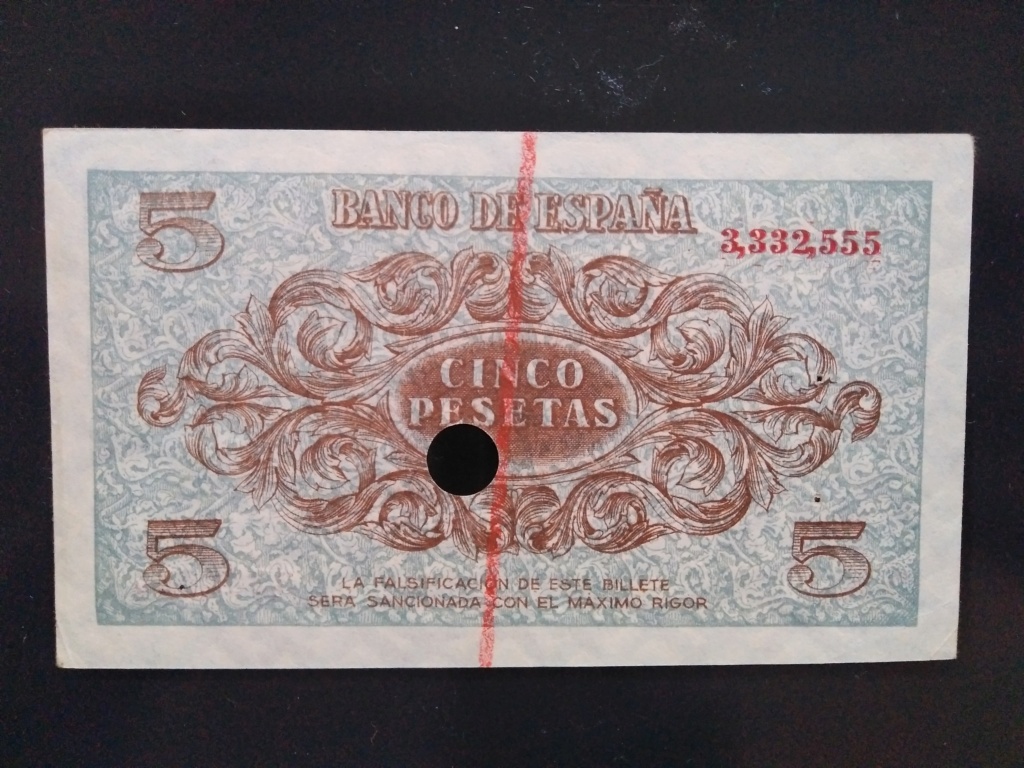 5
BANCO DE ESPAÑA
3,332,555
CINCO
PESETAS
5
5
LA FALSIFICACIÓN DE ESTE BILLETE
SERA SANCIONADA CON EL MAXIMO RIGOR